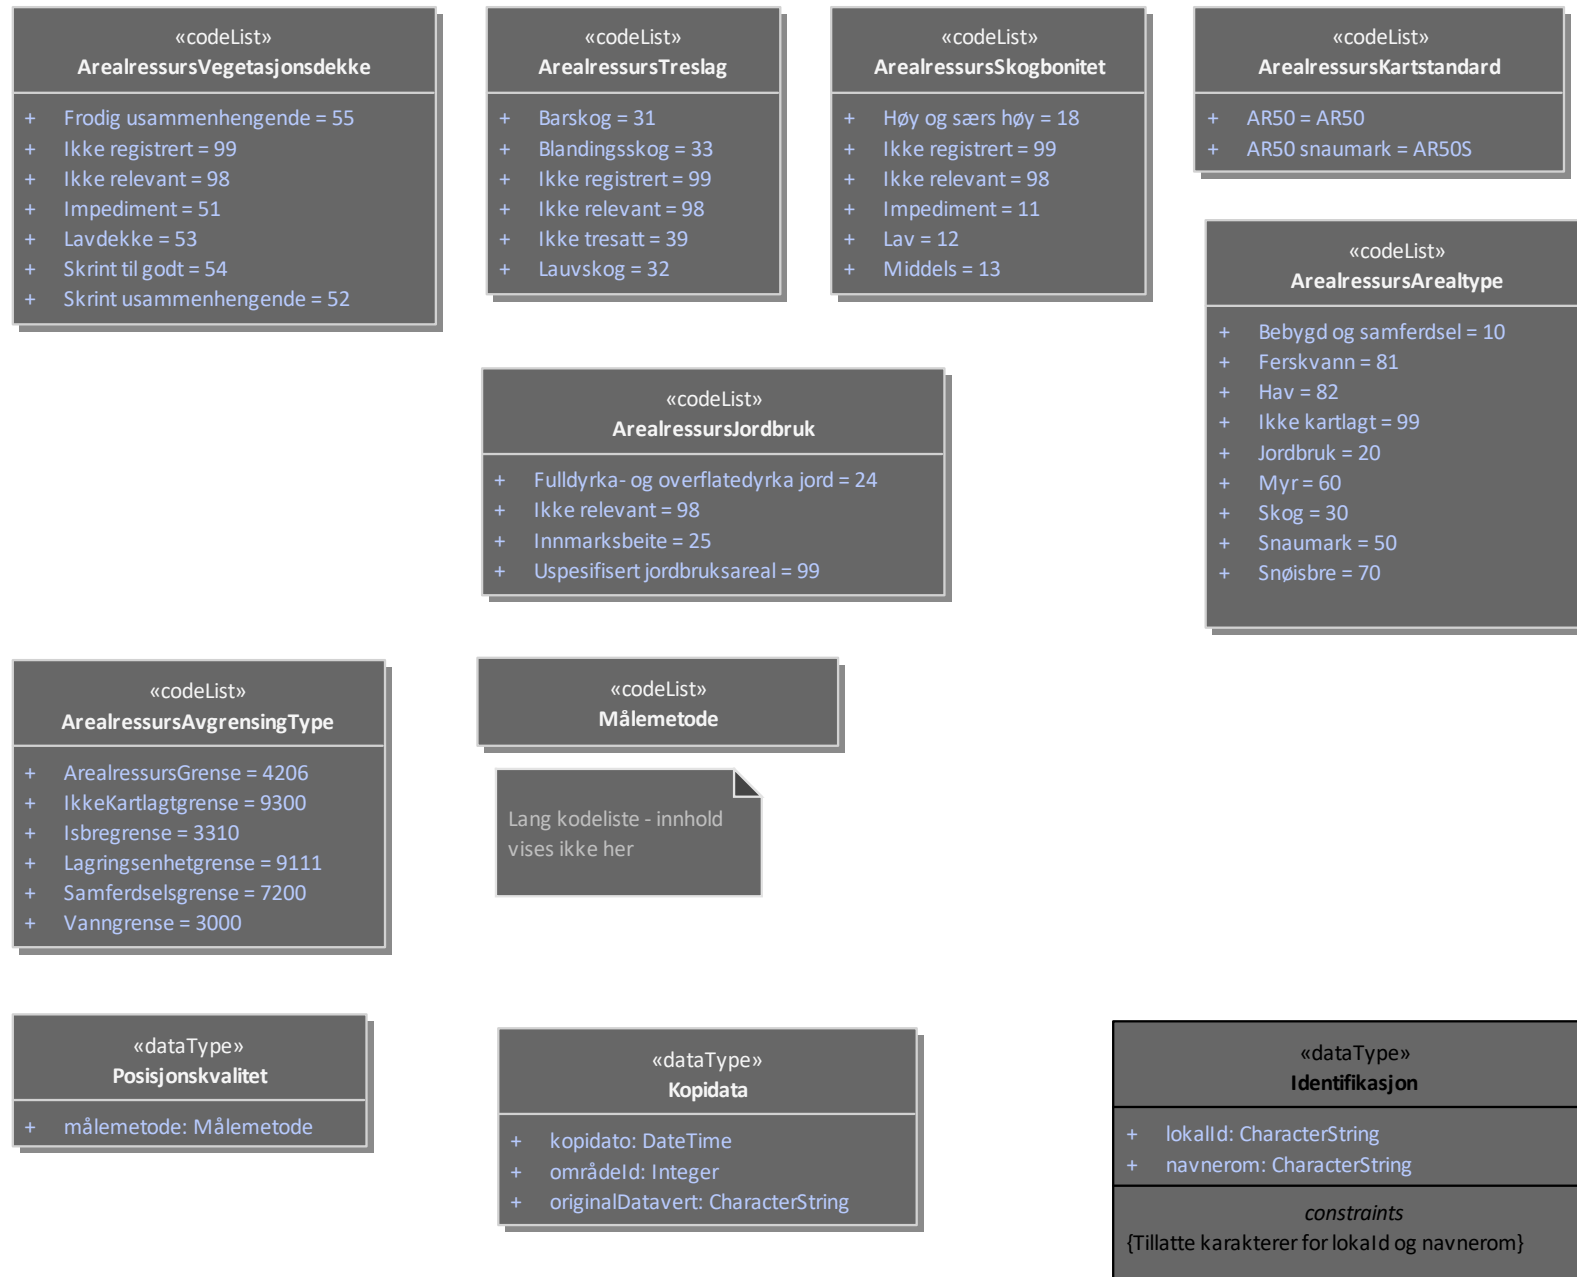 «codeList»
ArealressursVegetasjonsdekke
+ Frodig usammenhengende = 55
+ Ikke registrert = 99
+ Ikke relevant = 98
+ Impediment = 51
+ Lavdekke = 53
+ Skrint til godt = 54
+ Skrint usammenhengende = 52
«codeList»
ArealressursTreslag
+ Barskog = 31
+ Blandingsskog = 33
+ Ikke registrert = 99
+ Ikke relevant = 98
+ Ikke tresatt = 39
+ Lauvskog = 32
«codeList»
ArealressursSkogbonitet
+ Høy og særs høy = 18
+ Ikke registrert = 99
+ Ikke relevant = 98
+ Impediment = 11
+ Lav = 12
+ Middels = 13
«codeList»
ArealressursKartstandard
+ AR50 = AR50
+ AR50 snaumark = AR50S
«codeList»
ArealressursArealtype
+ Bebygd og samferdsel = 10
+ Ferskvann = 81
+ Hav = 82
+ Ikke kartlagt = 99
+ Jordbruk = 20
+ Myr = 60
+ Skog = 30
+ Snaumark = 50
+ Snøisbre = 70
«codeList»
ArealressursJordbruk
+ Fulldyrka- og overflatedyrka jord = 24
+ Ikke relevant = 98
+ Innmarksbeite = 25
+ Uspesifisert jordbruksareal = 99
«codeList»
ArealressursAvgrensingType
+ ArealressursGrense = 4206
+ IkkeKartlagtgrense = 9300
+ Isbregrense = 3310
+ Lagringsenhetgrense = 9111
+ Samferdselsgrense = 7200
+ Vanngrense = 3000
«codeList»
Målemetode
Lang kodeliste - innhold
vises ikke her
«dataType»
Posisjonskvalitet
+ målemetode: Målemetode
«dataType»
Kopidata
+ kopidato: DateTime
+ områdeId: Integer
+ originalDatavert: CharacterString
«dataType»
Identifikasjon
+ lokalId: CharacterString
+ navnerom: CharacterString
constraints
{Tillatte karakterer for lokaId og navnerom}